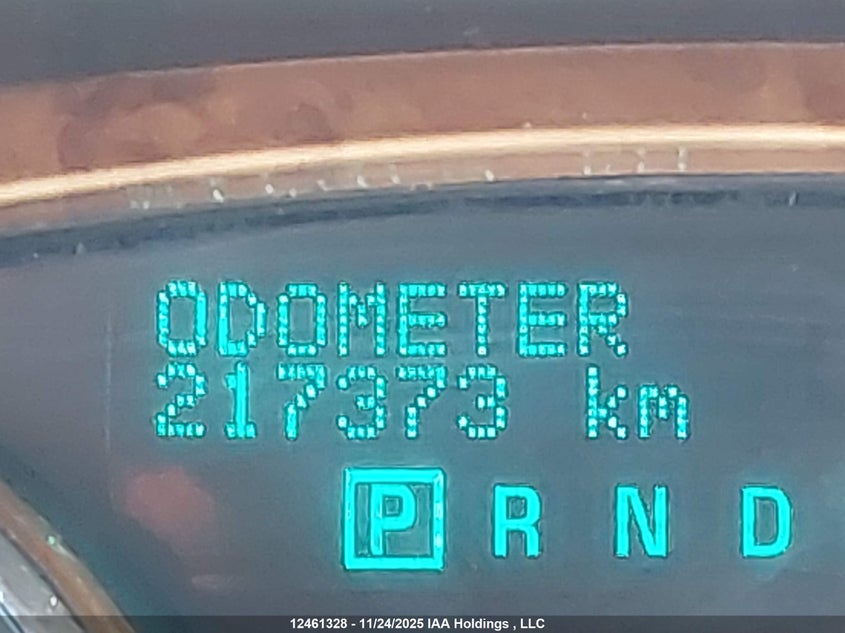 ODOMETER
217373 km
P R N D
12461328 - 11/24/2025 IAA Holdings , LLC